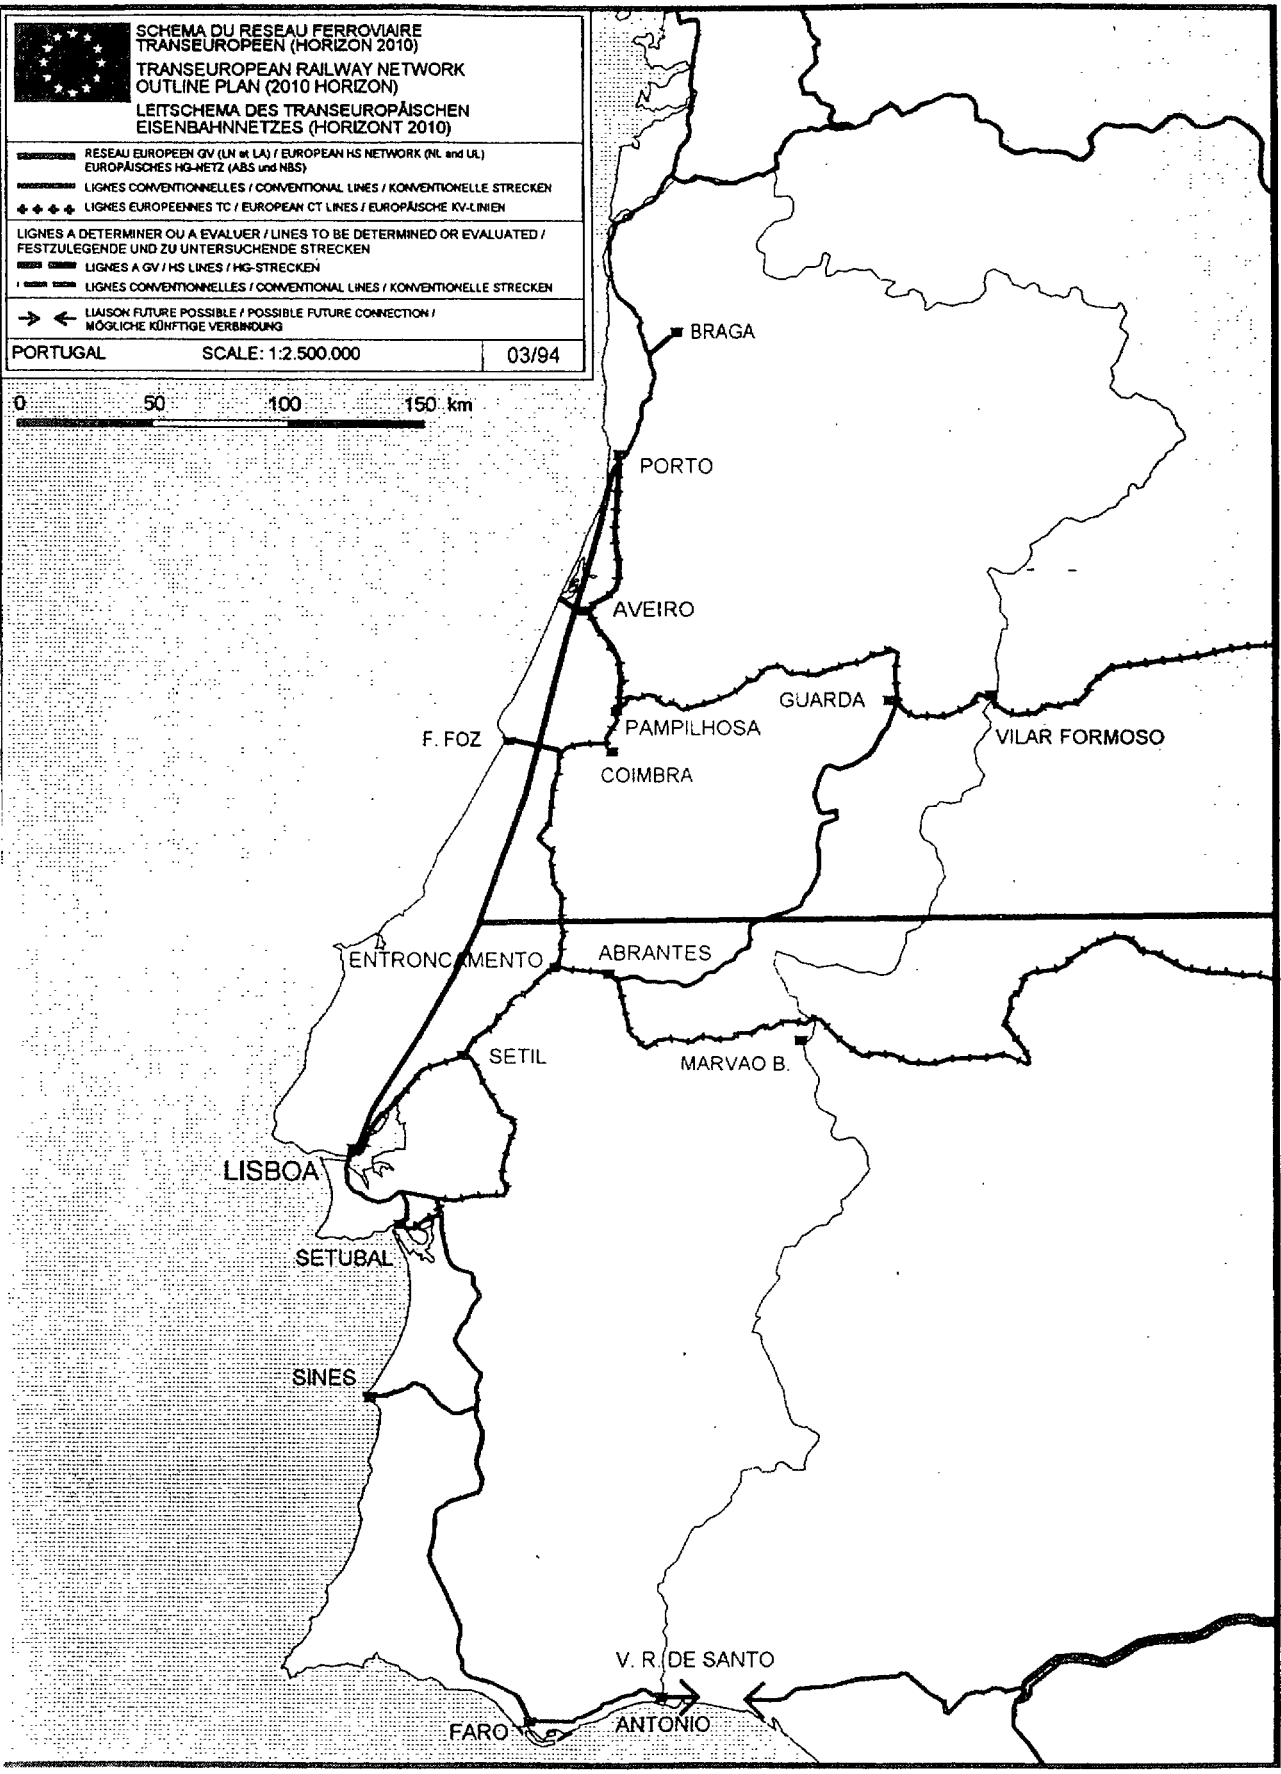 SCHEMA DU RESEAU FERROVIAIRE
TRANSEUROPEEN (HORIZON 2010)
TRANSEUROPEAN RAILWAY NETWORK
OUTLINE PLAN (2010 HORIZON)
LEITSCHEMA DES TRANSEUROPÄISCHEN
EISENBAHNNETZES (HORIZONT 2010)
RESEAU EUROPEEN GV (LN et LA) / EUROPEAN HS NETWORK (NL and UL)
EUROPÄISCHES HG-NETZ (ABS und NBS)
LIGNES CONVENTIONNELLES / CONVENTIONAL LINES / KONVENTIONELLE STRECKEN
LIGNES EUROPEENNES TC / EUROPEAN CT LINES / EUROPÄISCHE KV-LINIEN
LIGNES A DETERMINER OU A EVALUER / LINES TO BE DETERMINED OR EVALUATED /
FESTZULEGENDE UND ZU UNTERSUCHENDE STRECKEN
LIGNES A GV / HS LINES / HG-STRECKEN
LIGNES CONVENTIONNELLES / CONVENTIONAL LINES / KONVENTIONELLE STRECKEN
LIAISON FUTURE POSSIBLE / POSSIBLE FUTURE CONNECTION /
MÖGLICHE KÜNFTIGE VERBINDUNG
PORTUGAL SCALE: 1:2.500.000 03/94
0 50 100 150 km
BRAGA
PORTO
AVEIRO
GUARDA
PAMPILHOSA
F. FOZ
VILAR FORMOSO
COIMBRA
ENTRONCAMENTO
ABRANTES
SETIL
MARVAO B.
LISBOA
SETUBAL
SINES
V. R. DE SANTO
ANTONIO
FARO